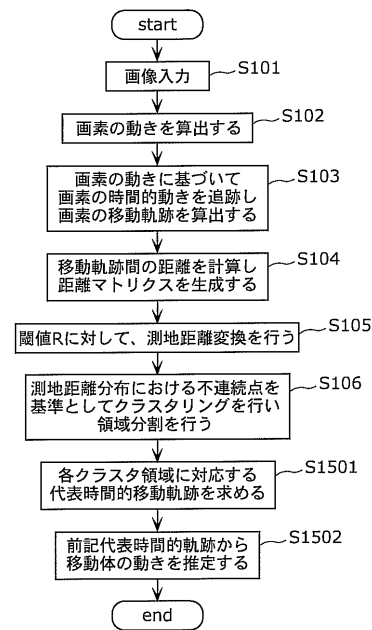 start
画像入力
S101
画素の動きを算出する
S102
画素の動きに基づいて
画素の時間的動きを追跡し
画素の移動軌跡を算出する
S103
移動軌跡間の距離を計算し
距離マトリクスを生成する
S104
閾値Rに対して、測地距離変換を行う
S105
測地距離分布における不連続点を
基準としてクラスタリングを行い
領域分割を行う
S106
各クラスタ領域に対応する
代表時間的移動軌跡を求める
S1501
前記代表時間的軌跡から
移動体の動きを推定する
S1502
end